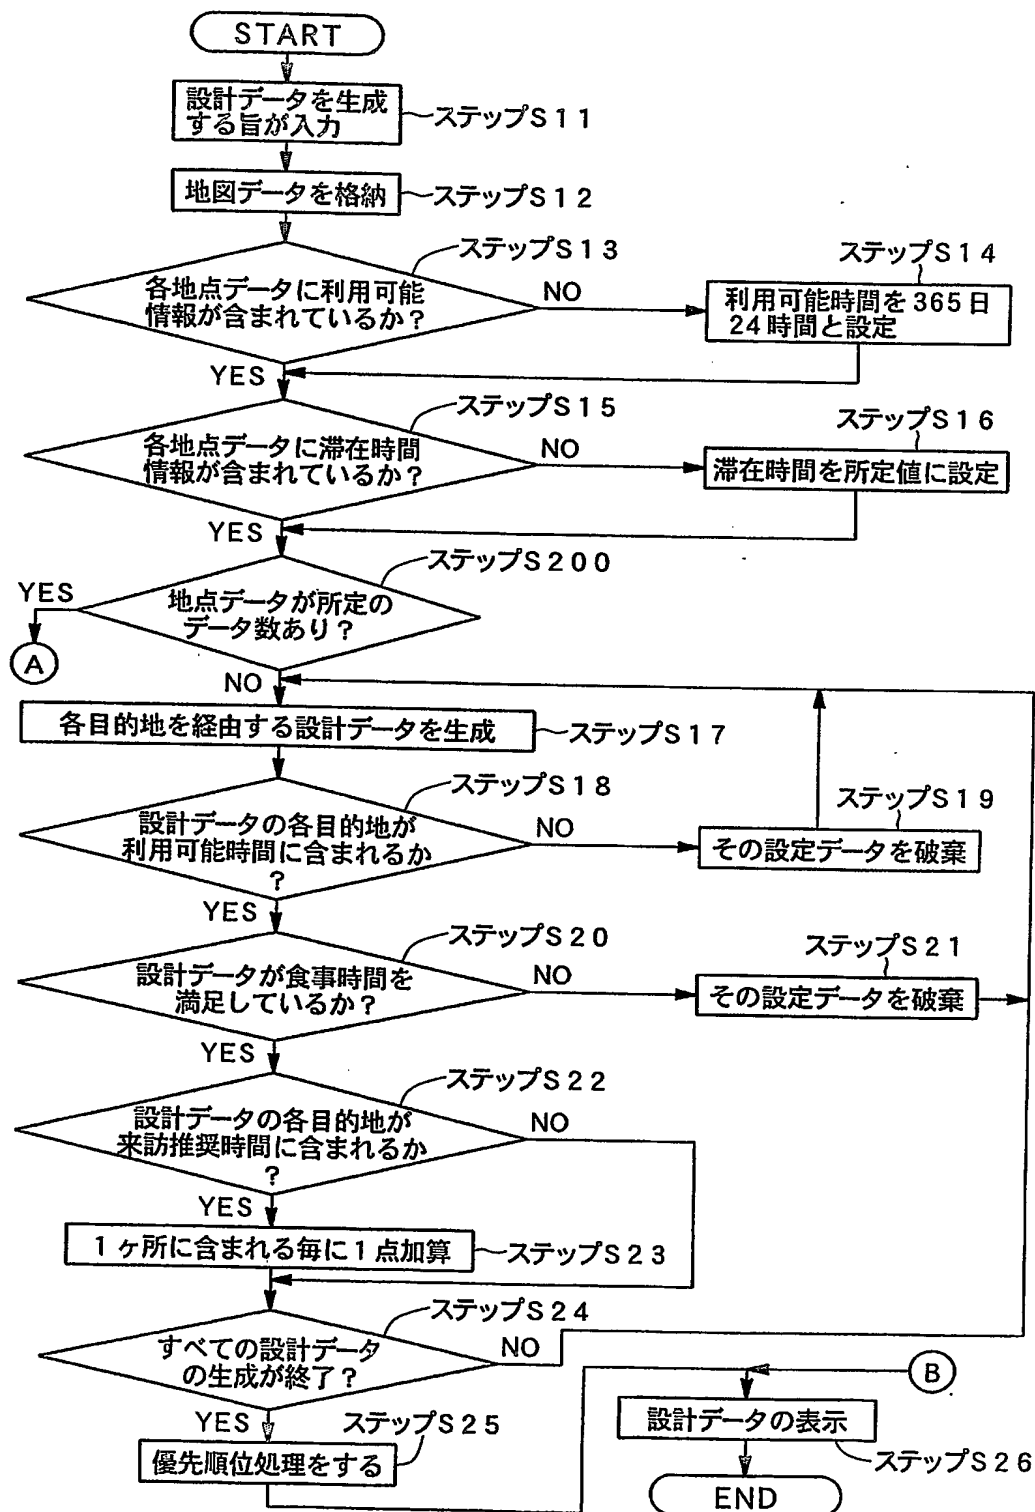 START
設計データを生成
する旨が入力
ステップS11
地図データを格納
ステップS12
ステップS13
各地点データに利用可能
情報が含まれているか?
NO
ステップS14
利用可能時間を365日
24時間と設定
YES
ステップS15
各地点データに滞在時間
情報が含まれているか?
NO
ステップS16
滞在時間を所定値に設定
YES
ステップS200
地点データが所定の
データ数あり?
YES
A
NO
各目的地を経由する設計データを生成
ステップS17
ステップS18
設計データの各目的地が
利用可能時間に含まれるか
?
NO
ステップS19
その設定データを破棄
YES
ステップS20
設計データが食事時間を
満足しているか?
NO
ステップS21
その設定データを破棄
YES
ステップS22
設計データの各目的地が
来訪推奨時間に含まれるか
?
NO
YES
1ヶ所に含まれる毎に1点加算
ステップS23
ステップS24
すべての設計データ
の生成が終了?
NO
B
YES
ステップS25
優先順位処理をする
設計データの表示
ステップS26
END